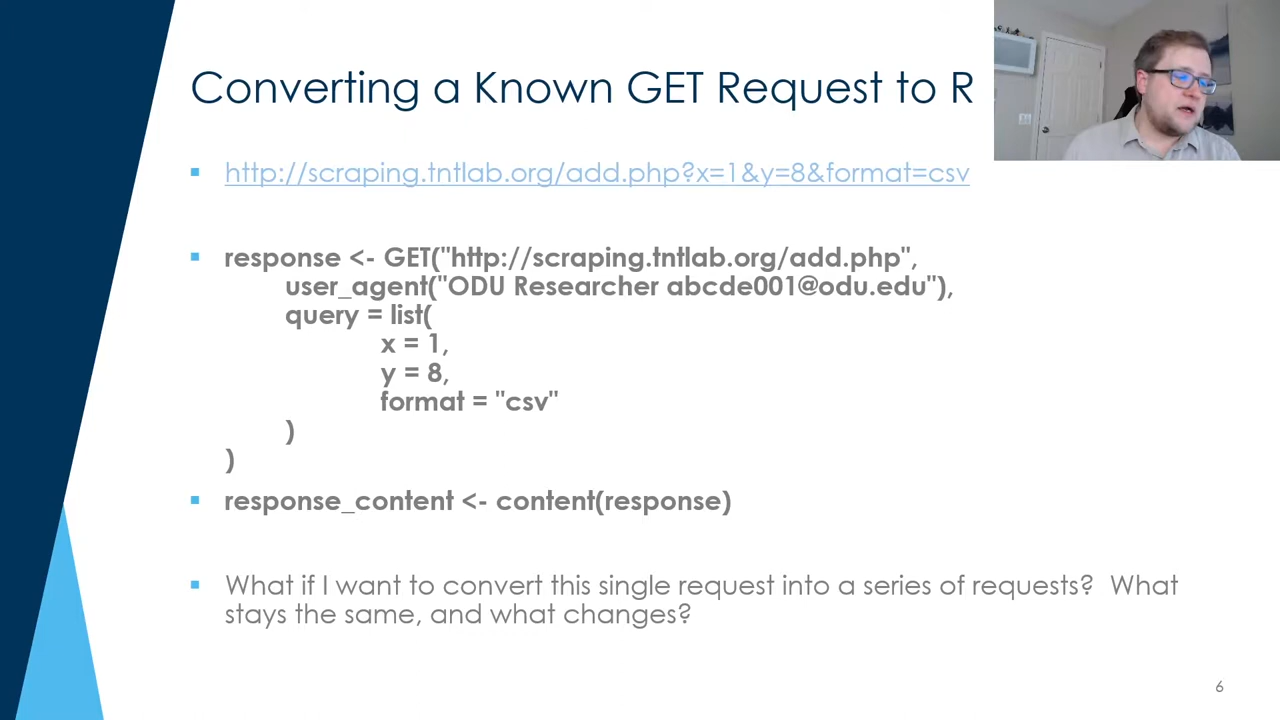 Converting a Known GET Request to R
http://scraping.tntlab.org/add.php?x=1&y=8&format=csv
response <- GET("http://scraping.tntlab.org/add.php",
user_agent("ODU Researcher abcde001@odu.edu"),
query = list(
x = 1,
y = 8,
format = "csv"
)
)
response_content <- content(response)
What if I want to convert this single request into a series of requests?  What
stays the same, and what changes?
6